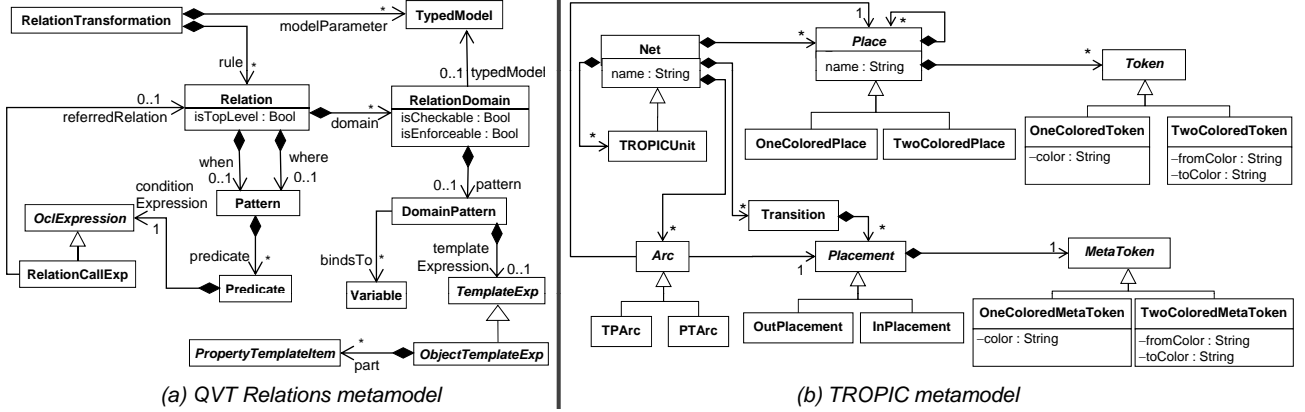 RelationTransformation
*
modelParameter
TypedModel
rule
*
0..1
typedModel
0..1
referredRelation
Relation
isTopLevel : Bool
*
domain
RelationDomain
isCheckable : Bool
isEnforceable : Bool
when
0..1
where
0..1
0..1
pattern
condition
Expression
1
Pattern
DomainPattern
OclExpression
predicate
*
bindsTo
*
template
Expression
0..1
RelationCallExp
Predicate
Variable
TemplateExp
PropertyTemplateItem
*
part
ObjectTemplateExp
(a) QVT Relations metamodel
1
*
Net
name : String
*
Place
name : String
*
Token
*
TROPICUnit
OneColoredPlace
TwoColoredPlace
OneColoredToken
–color : String
TwoColoredToken
–fromColor : String
–toColor : String
*
Transition
*
*
Arc
1
Placement
1
MetaToken
TPArc
PTArc
OutPlacement
InPlacement
OneColoredMetaToken
–color : String
TwoColoredMetaToken
–fromColor : String
–toColor : String
(b) TROPIC metamodel